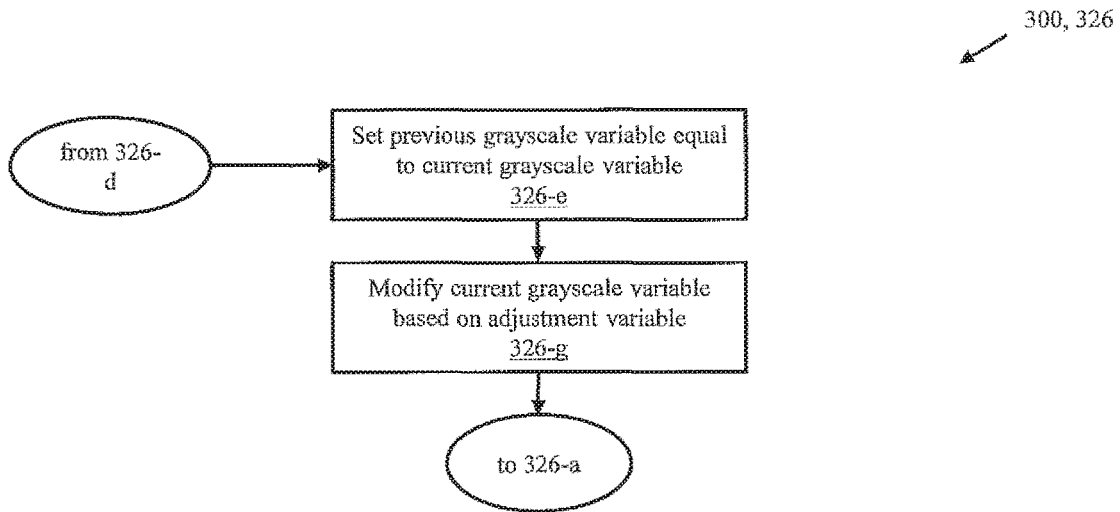 300, 326
from 326-
d
Set previous grayscale variable equal
to current grayscale variable
326-e
Modify current grayscale variable
based on adjustment variable
326-g
to 326-a